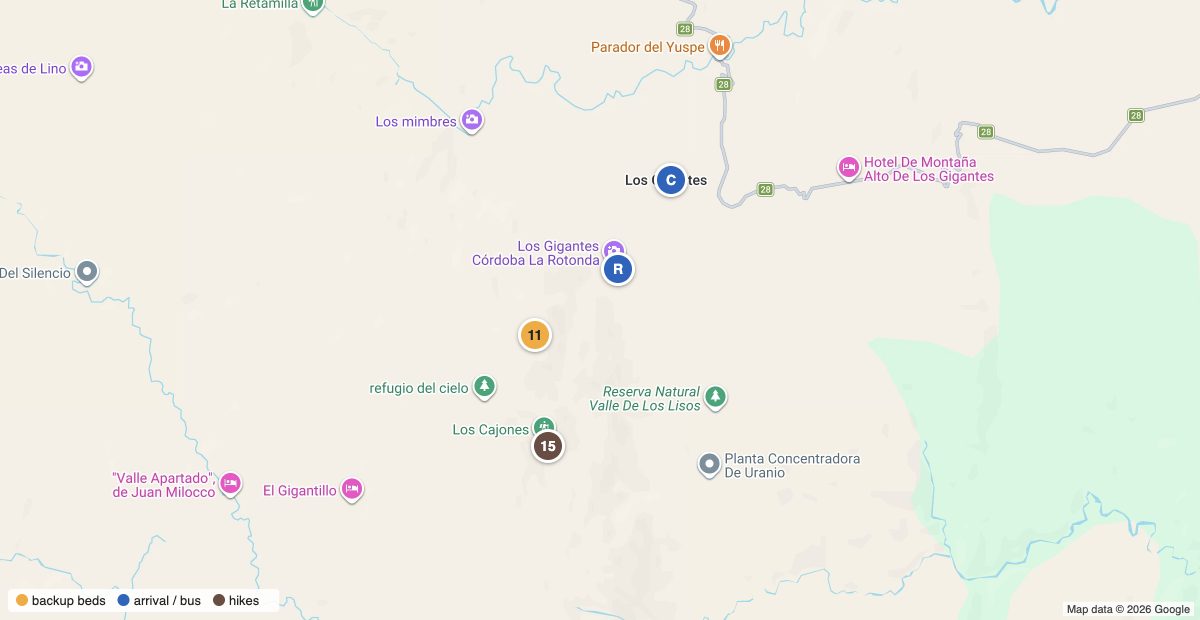 La Retamilla
28
Parador del Yuspe
eas de Lino
28
28
28
Los mimbres
Hotel De Montaña
Alto De Los Gigantes
C
28
Los Gigantes
Córdoba La Rotonda
R
Del Silencio
11
refugio del cielo
Reserva Natural
Valle De Los Lisos
Los Cajones
15
Planta Concentradora
De Uranio
"Valle Apartado",
de Juan Milocco
El Gigantillo
backup beds
arrival / bus
hikes
Map data © 2026 Google